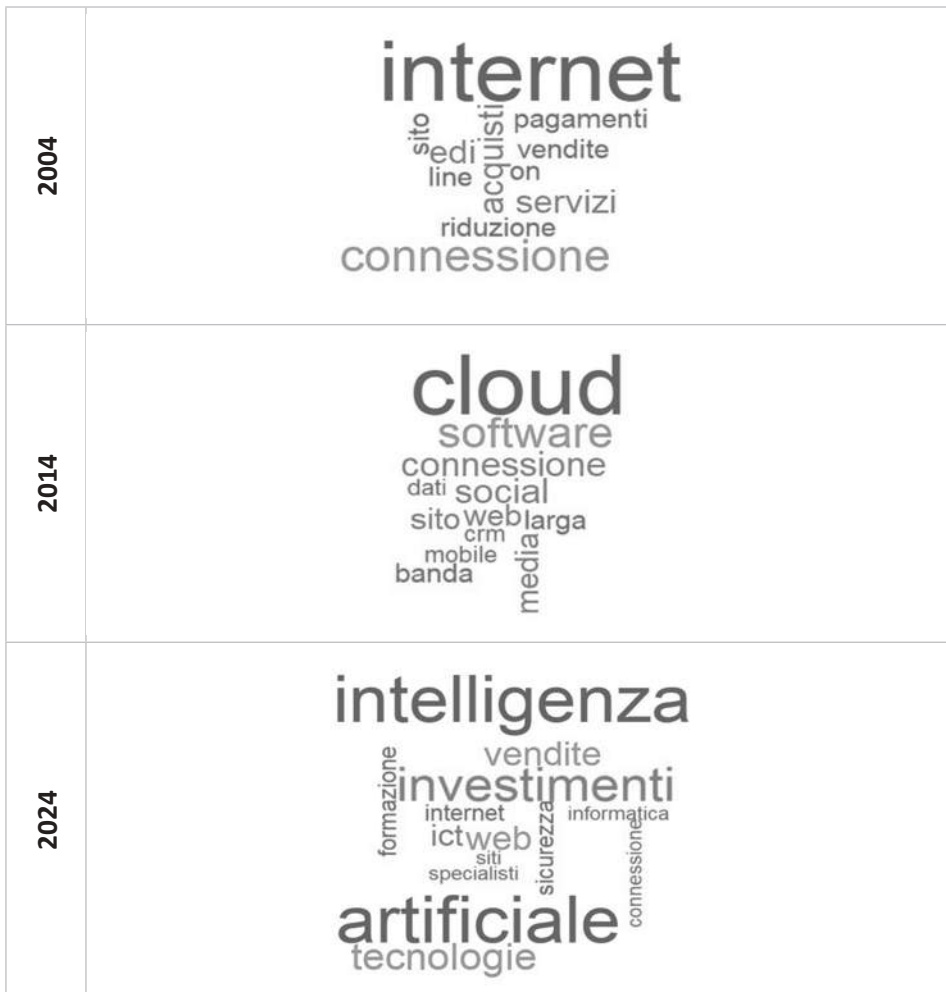 2004
internet
sito
acquisti
pagamenti
edi
vendite
line
on
servizi
riduzione
connessione
2014
cloud
software
connessione
dati social
sito web larga
crm
mobile
banda
media
2024
intelligenza
vendite
formazione
investimenti
internet
informatica
ict web
sicurezza
siti
specialisti
connessione
artificiale
tecnologie